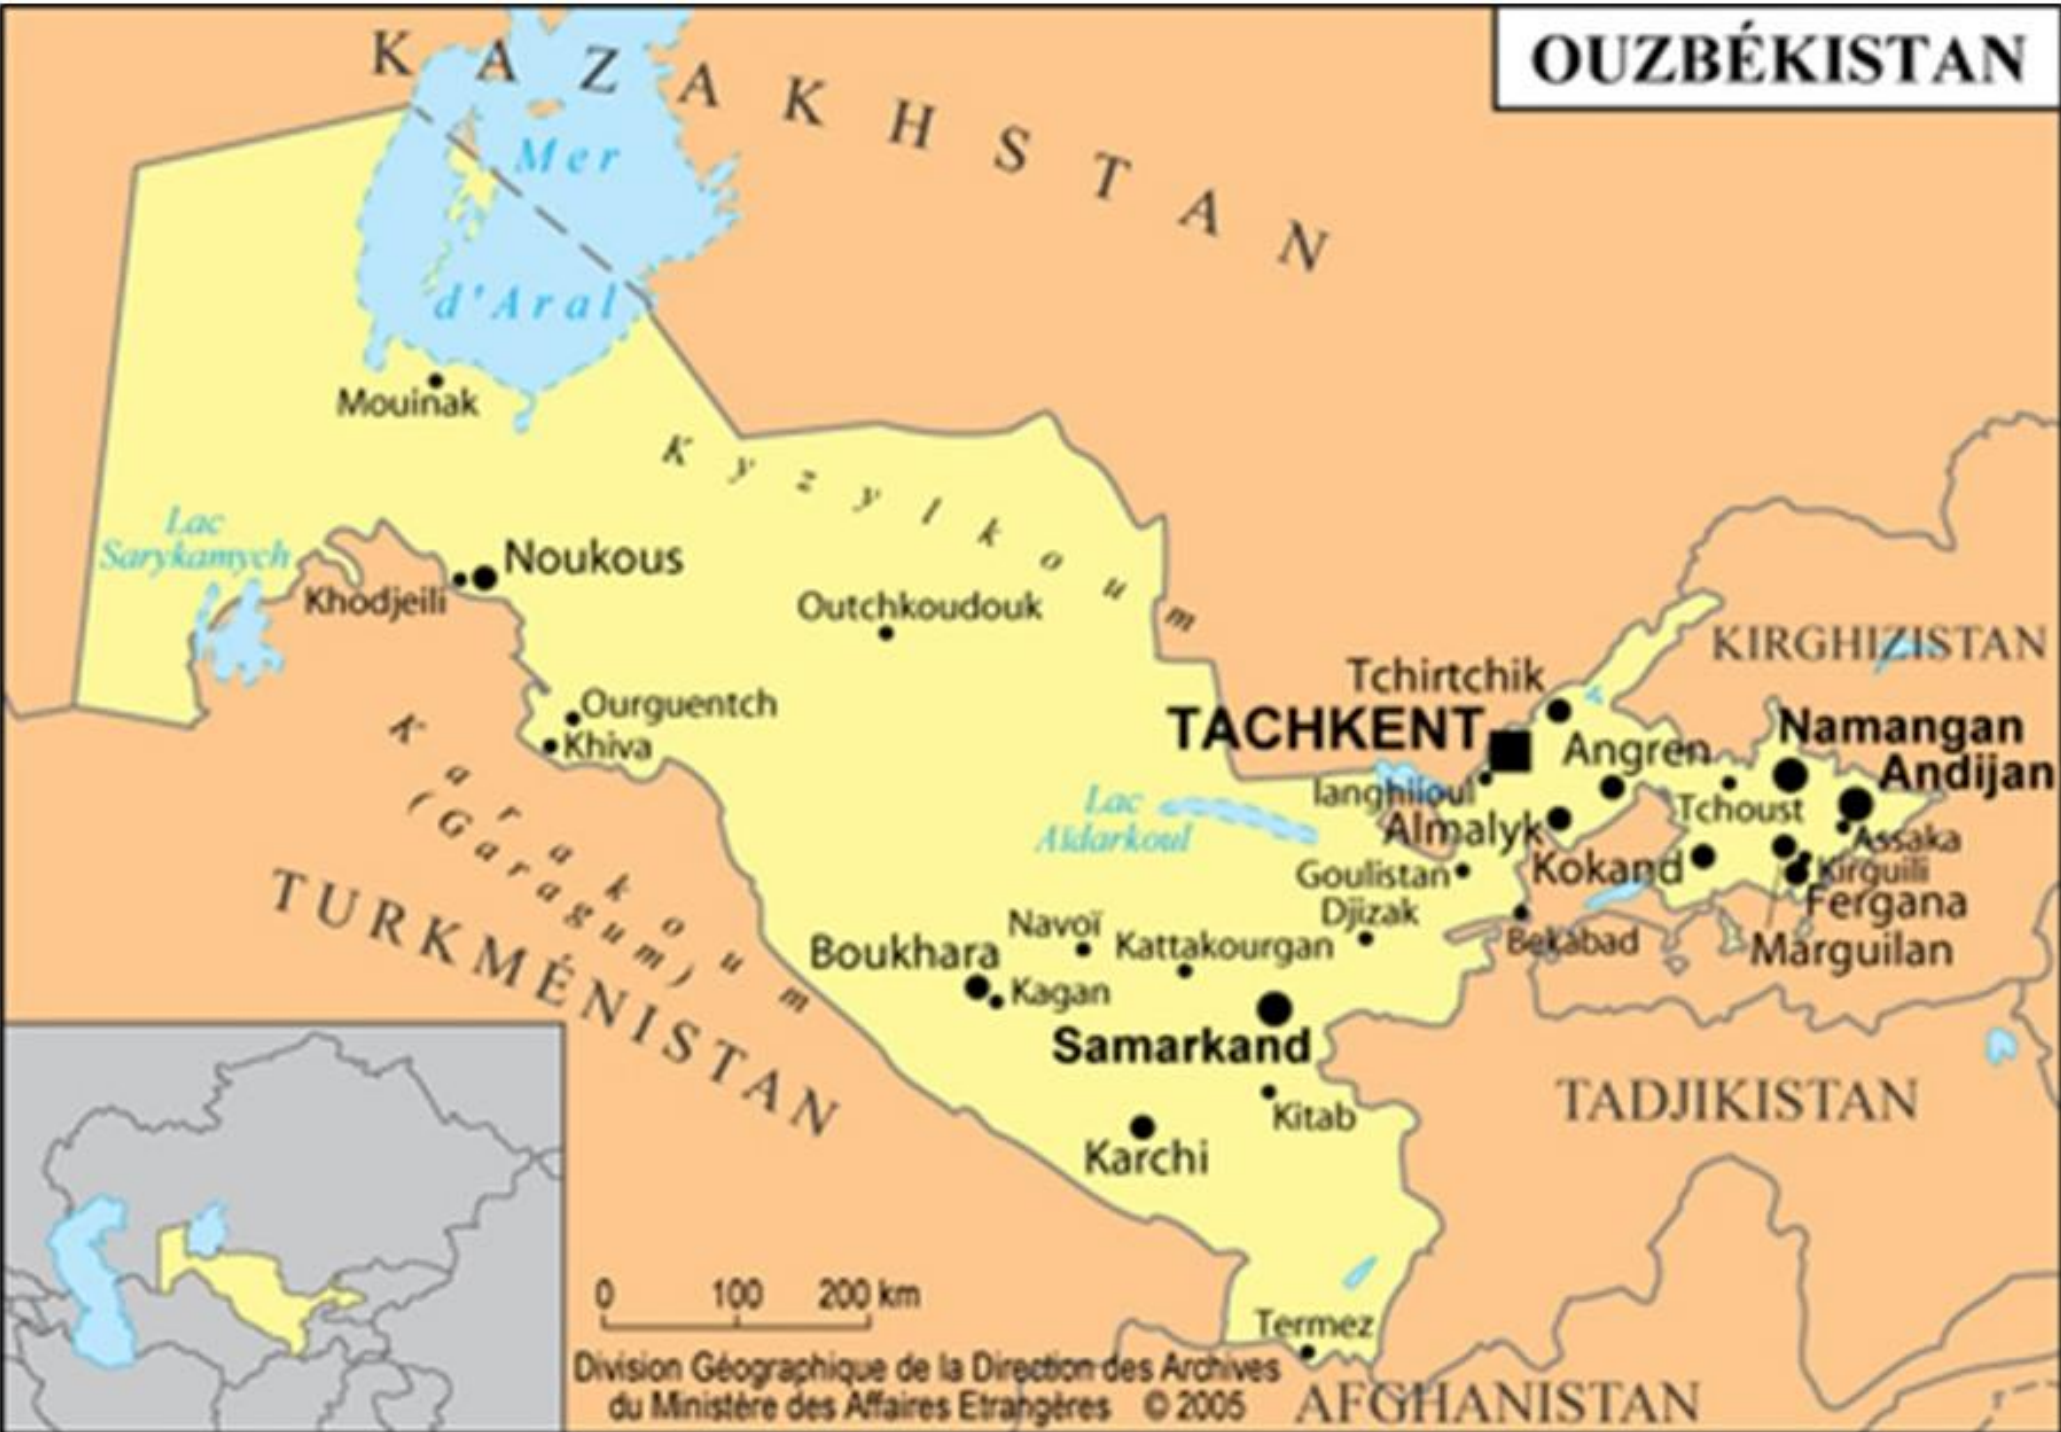 OUZBÉKISTAN
KAZAKHSTAN
Mer
d'Aral
Mouinak
Kyzylkoum
Lac
Sarykamych
Noukous
Khodjeili
Outchkoudouk
KIRGHIZISTAN
Tchirtchik
Ourguentch
TACHKENT
Namangan
Khiva
Angren
Andijan
Ianghiioul
Lac
Aïdarkoul
Tchoust
Almalyk
Assaka
Karakoum
(Garagum)
Goulistan
Kokand
Kirguili
TURKMÉNISTAN
Djizak
Fergana
Navoï
Boukhara
Kattakourgan
Bekabad
Marguilan
Kagan
Samarkand
TADJIKISTAN
Kitab
Karchi
0 100 200 km
Termez
Division Géographique de la Direction des Archives
du Ministère des Affaires Etrangères © 2005
AFGHANISTAN